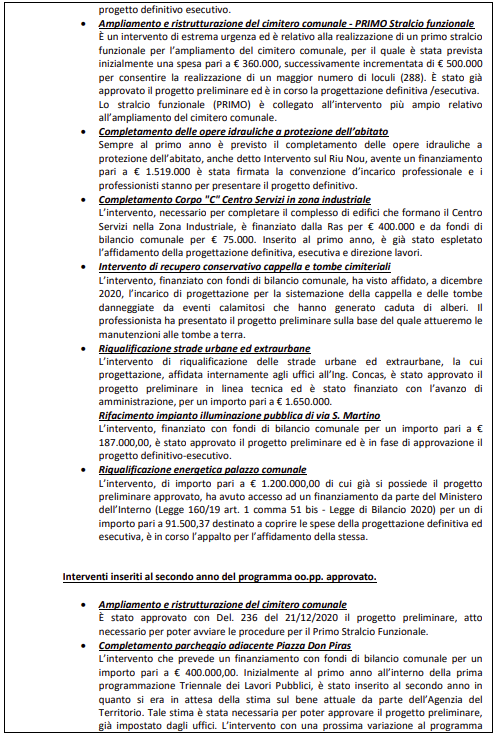 progetto definitivo esecutivo.
• Ampliamento e ristrutturazione del cimitero comunale - PRIMO Stralcio funzionale
È un intervento di estrema urgenza ed è relativo alla realizzazione di un primo stralcio
funzionale per l'ampliamento del cimitero comunale, per il quale è stata prevista
inizialmente una spesa pari a € 360.000, successivamente incrementata di € 500.000
per consentire la realizzazione di un maggior numero di loculi (288). È stato già
approvato il progetto preliminare ed è in corso la progettazione definitiva /esecutiva.
Lo stralcio funzionale (PRIMO) è collegato all'intervento più ampio relativo
all'ampliamento del cimitero comunale.
• Completamento delle opere idrauliche a protezione dell'abitato
Sempre al primo anno è previsto il completamento delle opere idrauliche a
protezione dell'abitato, anche detto Intervento sul Riu Nou, avente un finanziamento
pari a € 1.519.000 è stata firmata la convenzione d'incarico professionale e i
professionisti stanno per presentare il progetto definitivo.
• Completamento Corpo "C" Centro Servizi in zona industriale
L'intervento, necessario per completare il complesso di edifici che formano il Centro
Servizi nella Zona Industriale, è finanziato dalla Ras per € 400.000 e da fondi di
bilancio comunale per € 75.000. Inserito al primo anno, è già stato espletato
l'affidamento della progettazione definitiva, esecutiva e direzione lavori.
• Intervento di recupero conservativo cappella e tombe cimiteriali
L'intervento, finanziato con fondi di bilancio comunale, ha visto affidato, a dicembre
2020, l'incarico di progettazione per la sistemazione della cappella e delle tombe
danneggiate da eventi calamitosi che hanno generato caduta di alberi. Il
professionista ha presentato il progetto preliminare sulla base del quale attueremo le
manutenzioni alle tombe a terra.
• Riqualificazione strade urbane ed extraurbane
L'intervento di riqualificazione delle strade urbane ed extraurbane, la cui
progettazione, affidata internamente agli uffici all'Ing. Concas, è stato approvato il
progetto preliminare in linea tecnica ed è stato finanziato con l'avanzo di
amministrazione, per un importo pari a € 1.650.000.
Rifacimento impianto illuminazione pubblica di via S. Martino
L'intervento, finanziato con fondi di bilancio comunale per un importo pari a €
187.000,00, è stato approvato il progetto preliminare ed è in fase di approvazione il
progetto definitivo-esecutivo.
• Riqualificazione energetica palazzo comunale
L'intervento, di importo pari a € 1.200.000,00 di cui già si possiede il progetto
preliminare approvato, ha avuto accesso ad un finanziamento da parte del Ministero
dell'Interno (Legge 160/19 art. 1 comma 51 bis - Legge di Bilancio 2020) per un di
importo pari a 91.500,37 destinato a coprire le spese della progettazione definitiva ed
esecutiva, è in corso l'appalto per l'affidamento della stessa.
Interventi inseriti al secondo anno del programma oo.pp. approvato.
• Ampliamento e ristrutturazione del cimitero comunale
È stato approvato con Del. 236 del 21/12/2020 il progetto preliminare, atto
necessario per poter avviare le procedure per il Primo Stralcio Funzionale.
• Completamento parcheggio adiacente Piazza Don Piras
L'intervento che prevede un finanziamento con fondi di bilancio comunale per un
importo pari a € 400.000,00. Inizialmente al primo anno all'interno della prima
programmazione Triennale dei Lavori Pubblici, è stato inserito al secondo anno in
quanto si era in attesa della stima sul bene attuale da parte dell'Agenzia del
Territorio. Tale stima è stata necessaria per poter approvare il progetto preliminare,
già impostato dagli uffici. L'intervento con una prossima variazione al programma